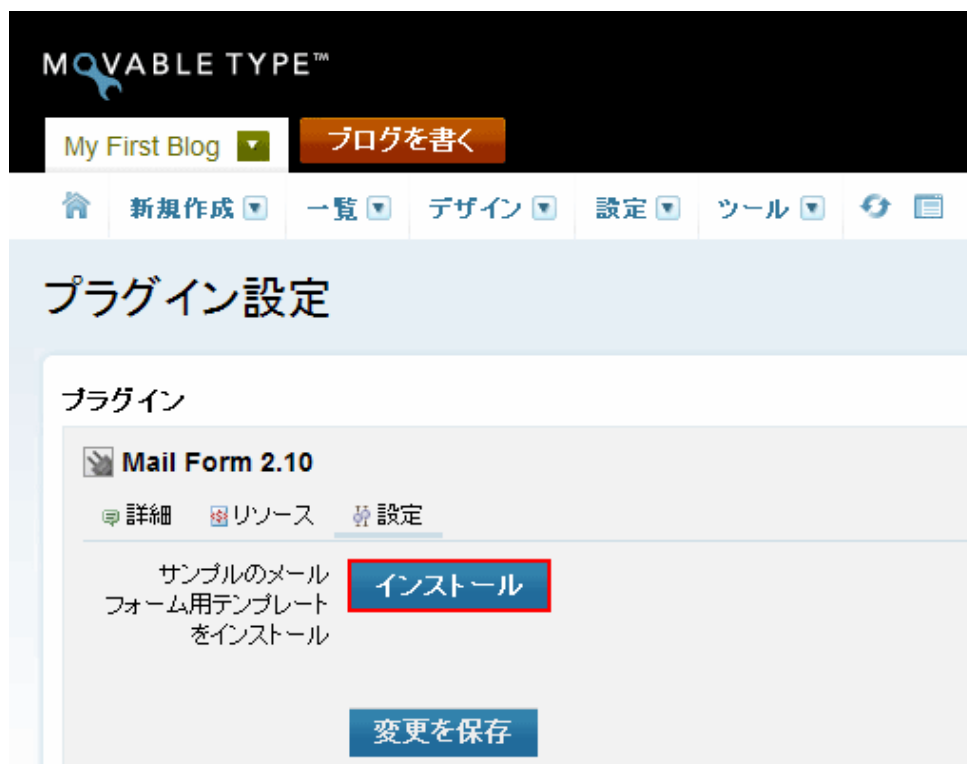 MOVABLE TYPE™
My First Blog ブログを書く
新規作成 一覧 デザイン 設定 ツール
プラグイン設定
プラグイン
Mail Form 2.10
詳細 リソース 設定
サンプルのメール
フォーム用テンプレート
をインストール
インストール
変更を保存